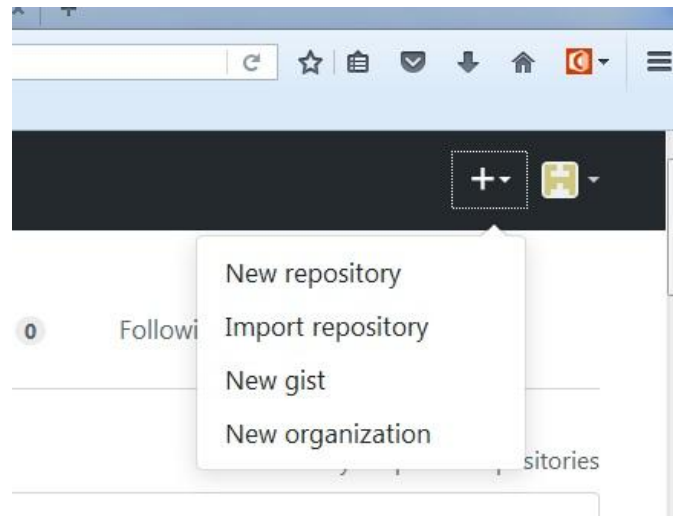 New repository
0 Followi Import repository
New gist
New organization
sitories